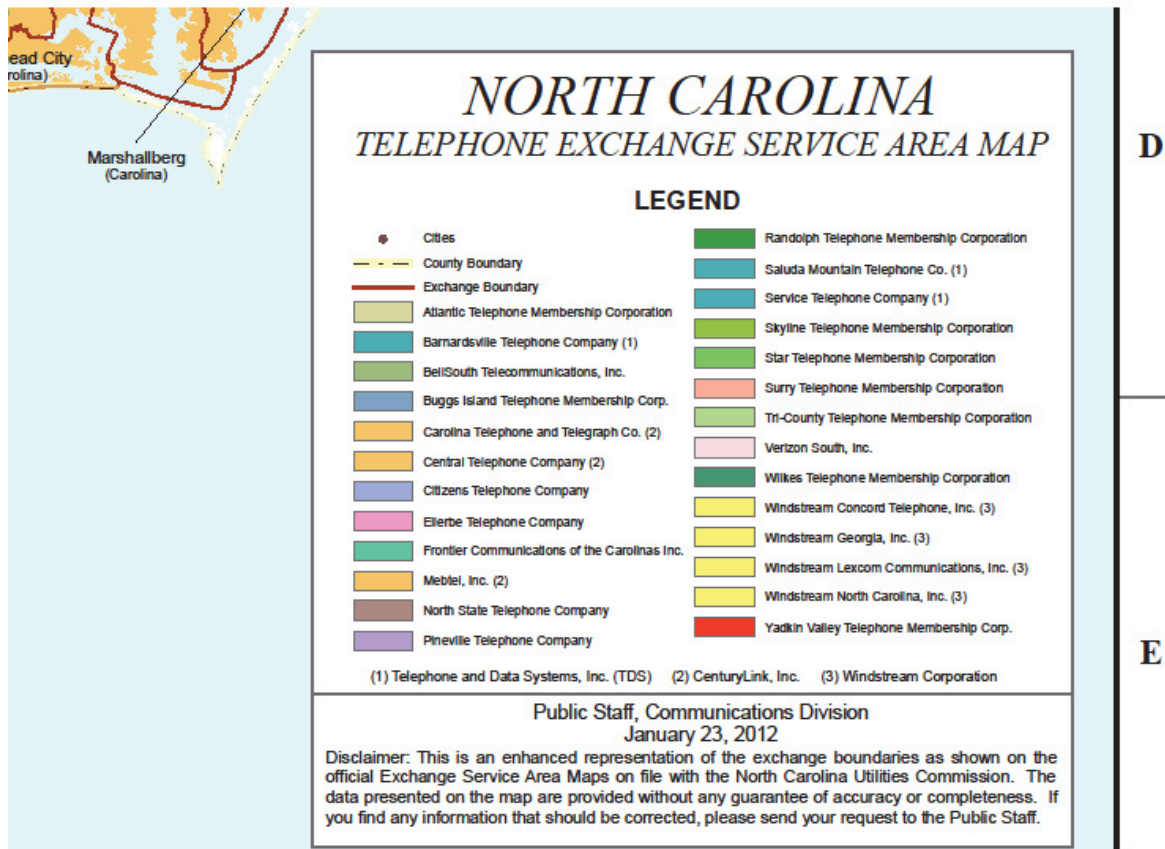 ead City
rolina)
Marshallberg
(Carolina)
NORTH CAROLINA
TELEPHONE EXCHANGE SERVICE AREA MAP
LEGEND
Cities
County Boundary
Exchange Boundary
Atlantic Telephone Membership Corporation
Barnardsville Telephone Company (1)
BellSouth Telecommunications, Inc.
Buggs Island Telephone Membership Corp.
Carolina Telephone and Telegraph Co. (2)
Central Telephone Company (2)
Citizens Telephone Company
Ellerbe Telephone Company
Frontier Communications of the Carolinas Inc.
Mebtel, Inc. (2)
North State Telephone Company
Pineville Telephone Company
Randolph Telephone Membership Corporation
Saluda Mountain Telephone Co. (1)
Service Telephone Company (1)
Skyline Telephone Membership Corporation
Star Telephone Membership Corporation
Surry Telephone Membership Corporation
Tri-County Telephone Membership Corporation
Verizon South, Inc.
Wilkes Telephone Membership Corporation
Windstream Concord Telephone, Inc. (3)
Windstream Georgia, Inc. (3)
Windstream Lexcom Communications, Inc. (3)
Windstream North Carolina, Inc. (3)
Yadkin Valley Telephone Membership Corp.
(1) Telephone and Data Systems, Inc. (TDS) (2) CenturyLink, Inc. (3) Windstream Corporation
Public Staff, Communications Division
January 23, 2012
Disclaimer: This is an enhanced representation of the exchange boundaries as shown on the
official Exchange Service Area Maps on file with the North Carolina Utilities Commission. The
data presented on the map are provided without any guarantee of accuracy or completeness. If
you find any information that should be corrected, please send your request to the Public Staff.
D
E